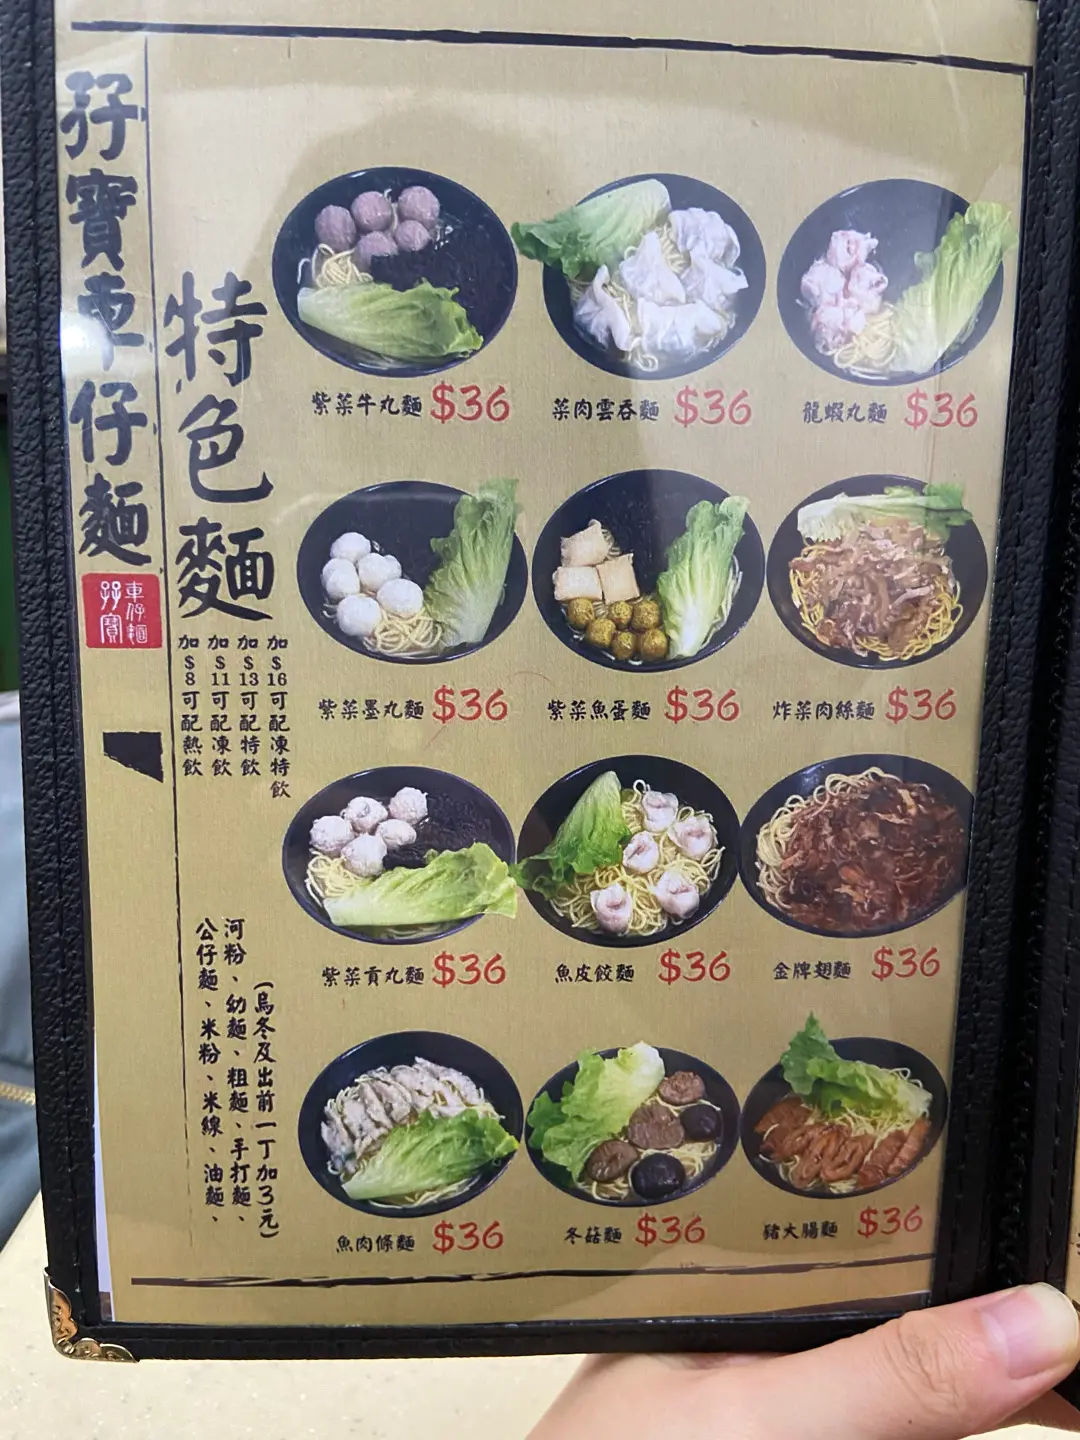 孖寶車仔麵
孖寶
車仔麵
特色麵
加$16可配凍特飲
加$13可配特飲
加$11可配凍飲
加$8可配熱飲
紫菜牛丸麵 $36
菜肉雲吞麵 $36
龍蝦丸麵 $36
紫菜墨丸麵 $36
紫菜魚蛋麵 $36
炸菜肉絲麵 $36
紫菜貢丸麵 $36
魚皮餃麵 $36
金牌翅麵 $36
魚肉條麵 $36
冬菇麵 $36
豬大腸麵 $36
(烏冬及出前一丁加3元)
河粉、幼麵、粗麵、手打麵、
公仔麵、米粉、米線、油麵、